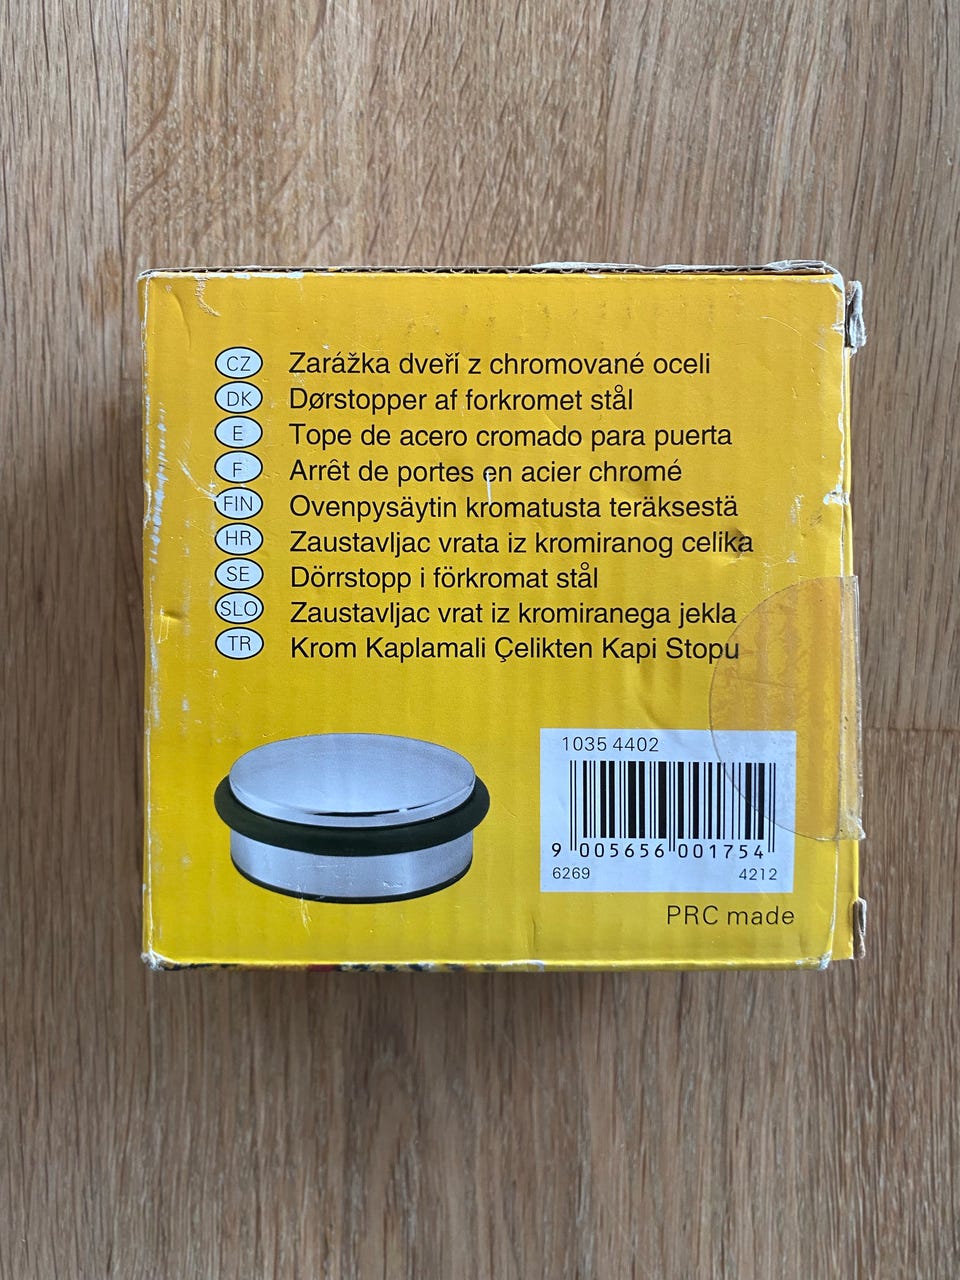 CZ Zarážka dveří z chromované oceli
DK Dørstopper af forkromet stål
E Tope de acero cromado para puerta
F Arrêt de portes en acier chromé
FIN Ovenpysäytin kromatusta teräksestä
HR Zaustavljac vrata iz kromiranog celika
SE Dörrstopp i förkromat stål
SLO Zaustavljac vrat iz kromiranega jekla
TR Krom Kaplamali Çelikten Kapi Stopu
1035 4402
9 005656 001754
6269 4212
PRC made